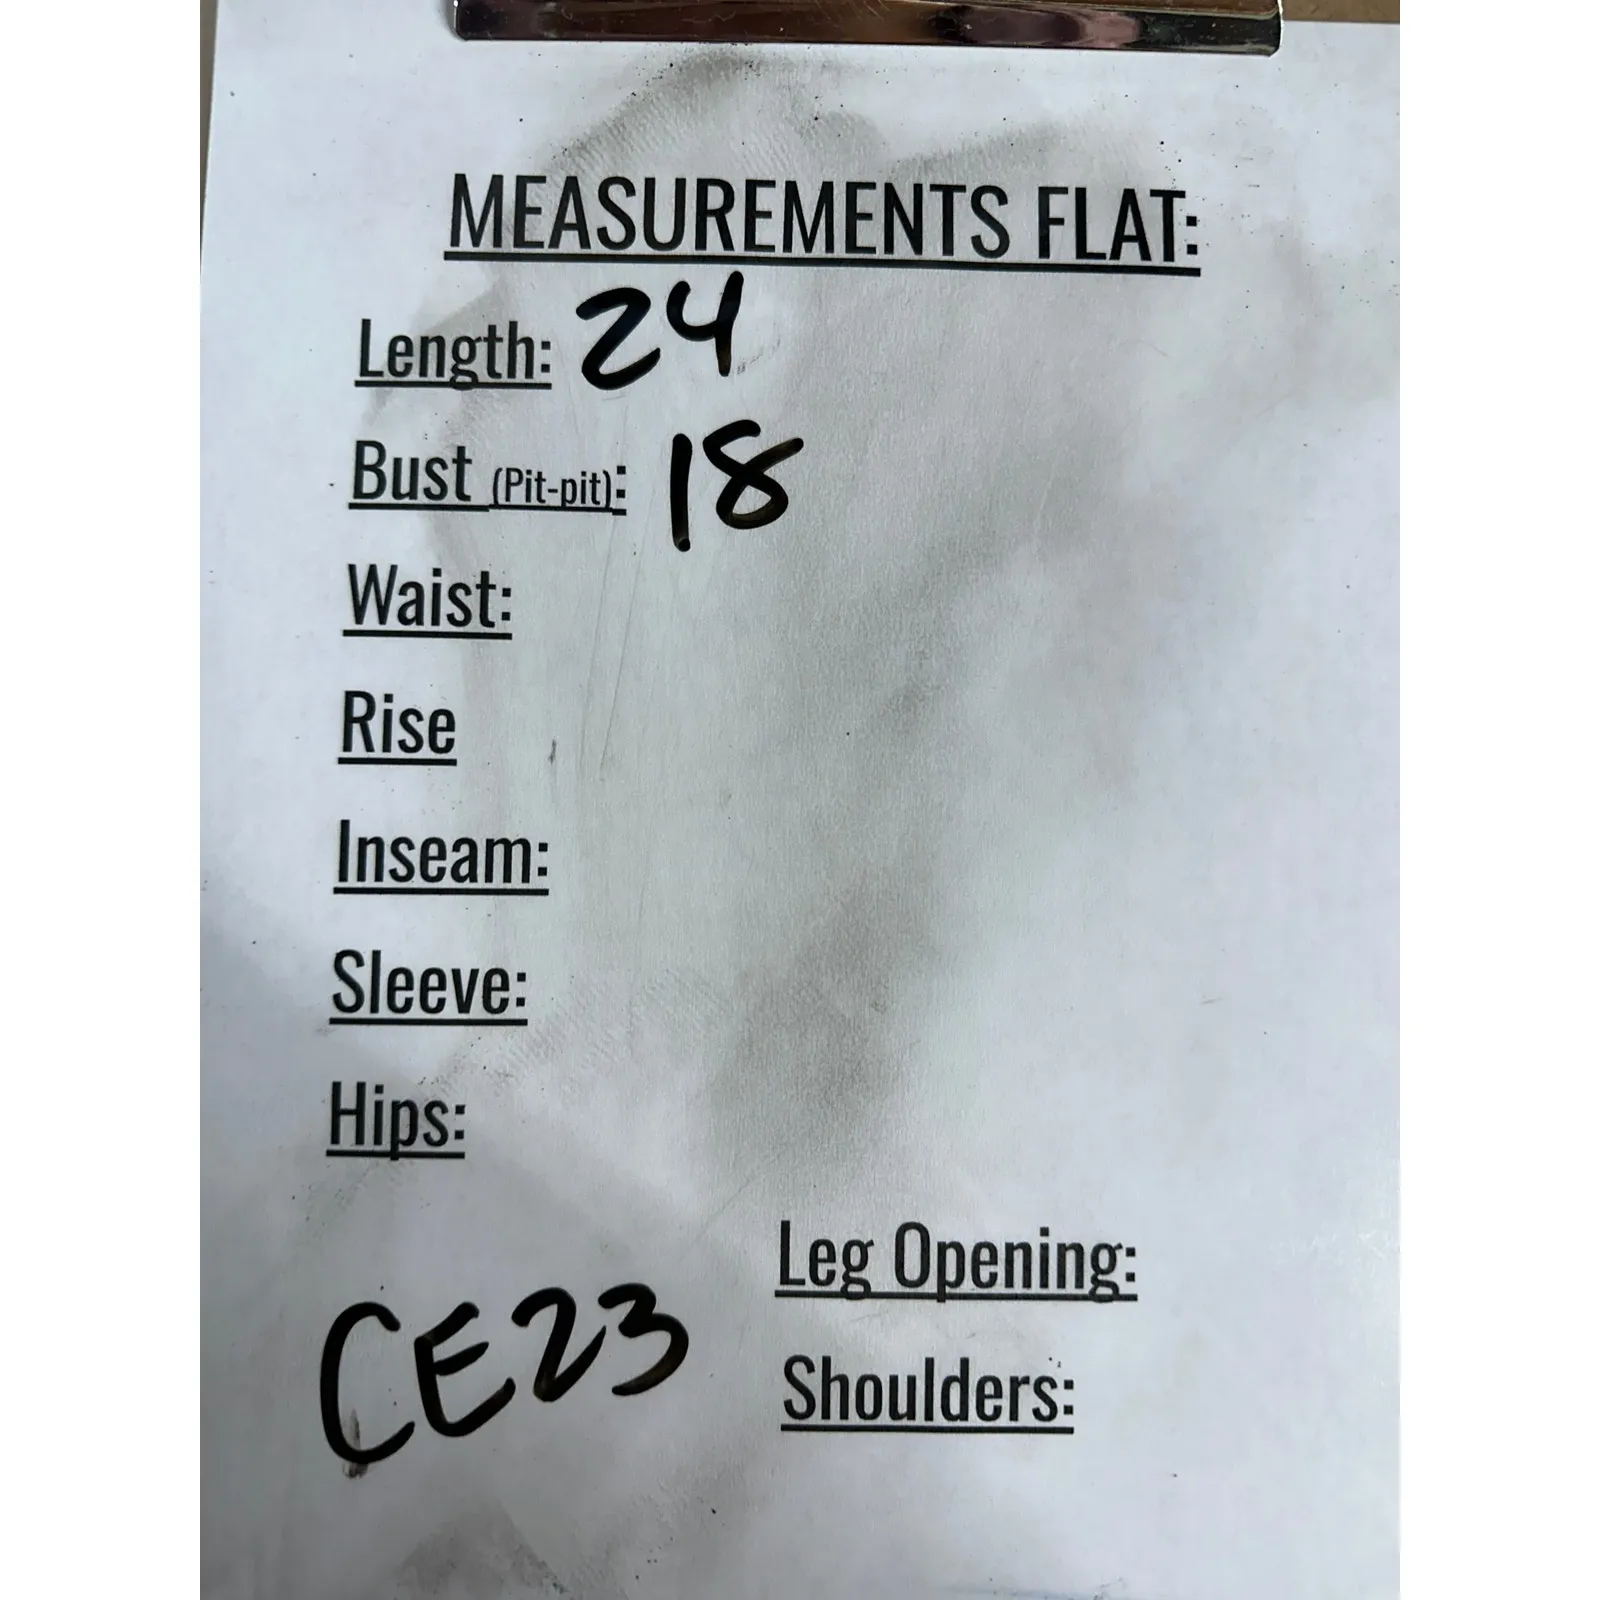 MEASUREMENTS FLAT:
Length: 24
Bust (Pit-pit): 18
Waist:
Rise
Inseam:
Sleeve:
Hips:
Leg Opening:
CE23
Shoulders: